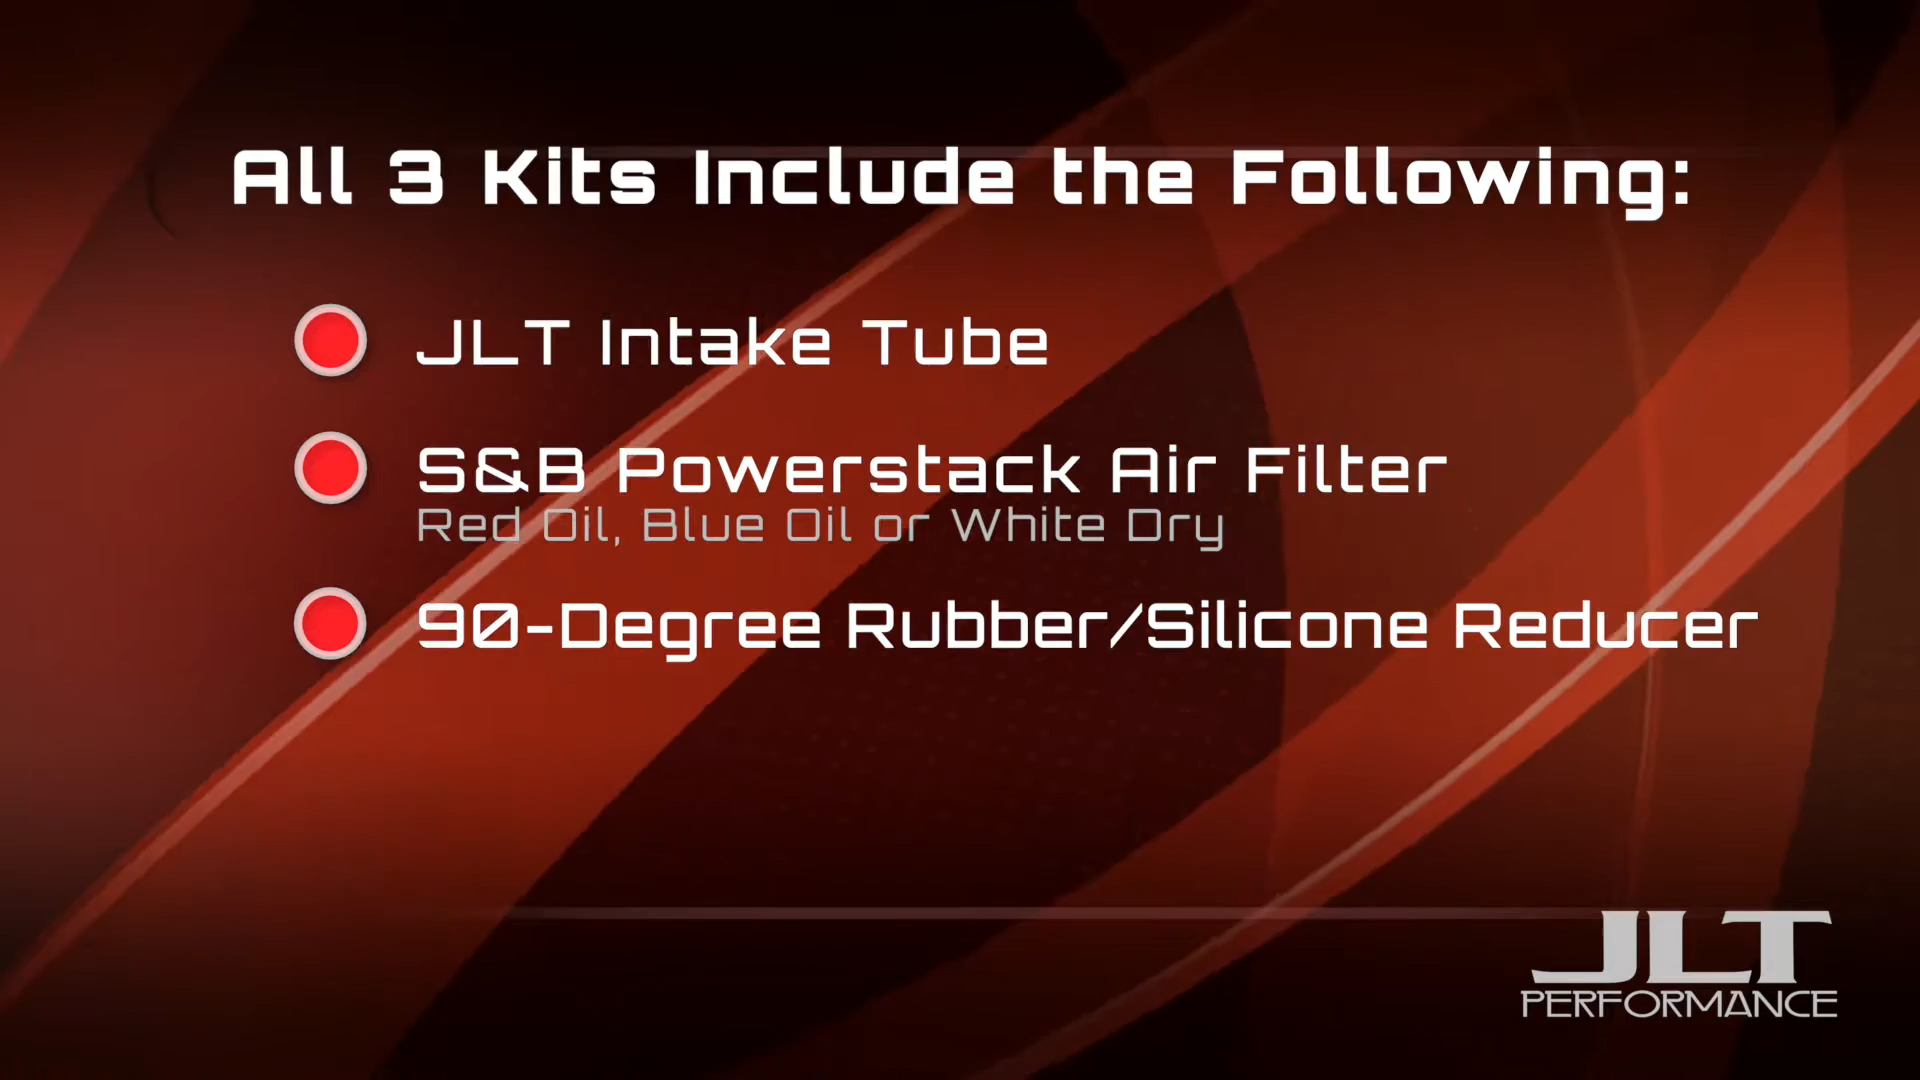 All 3 Kits Include the Following:
JLT Intake Tube
S&B Powerstack Air Filter
Red Oil, Blue Oil or White Dry
90-Degree Rubber/Silicone Reducer
JLT
PERFORMANCE